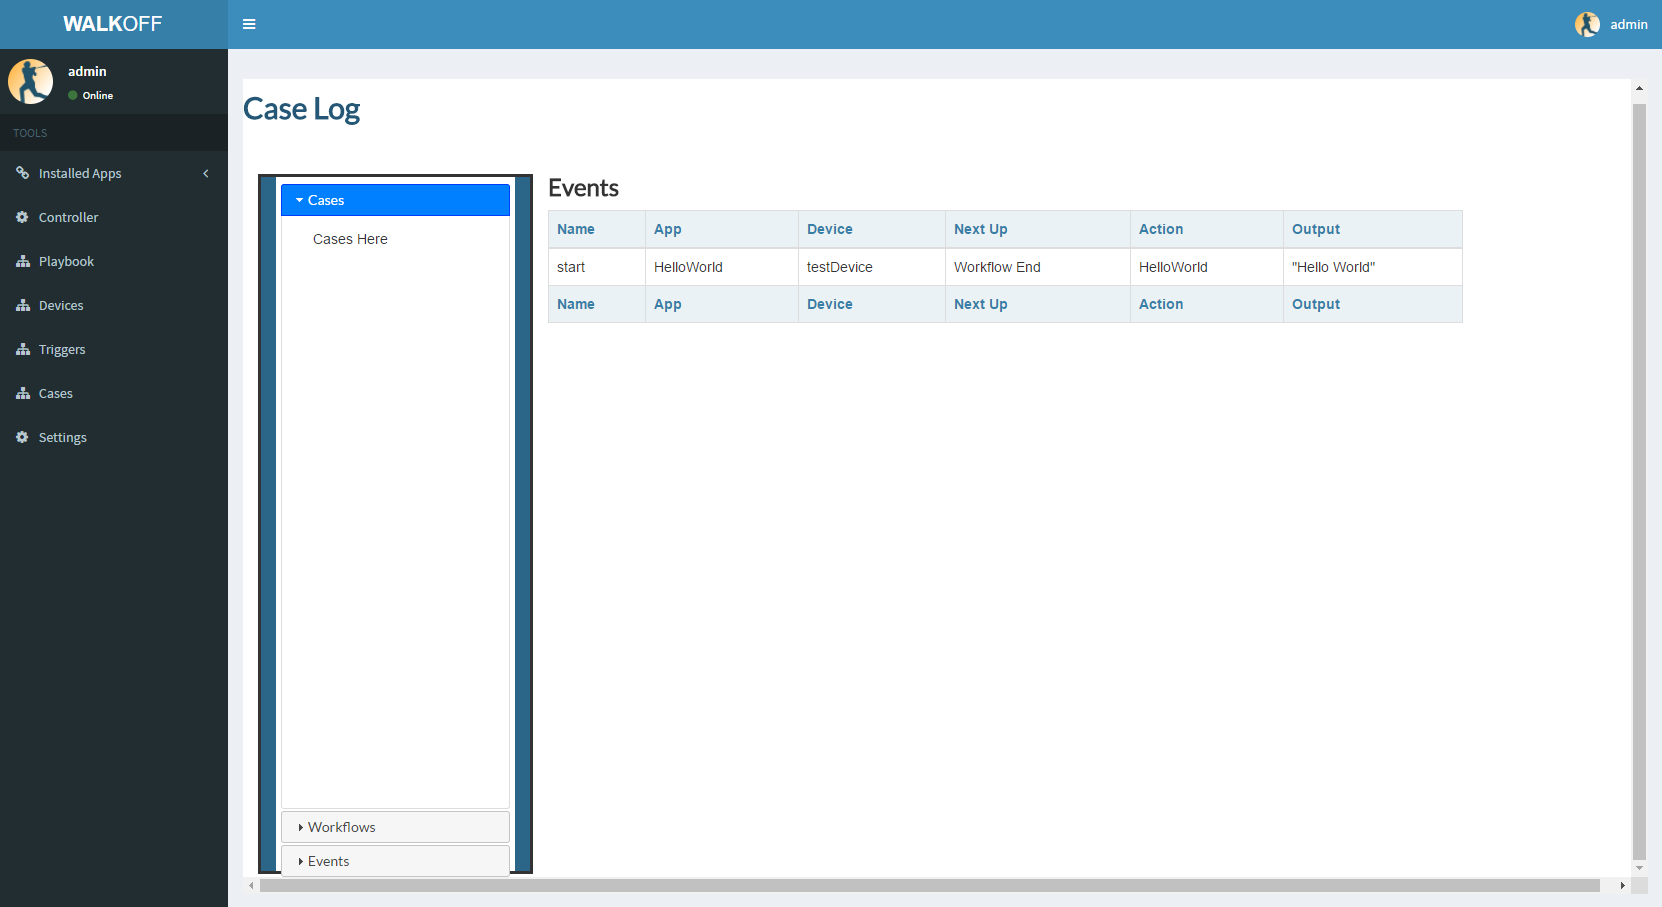 WALKOFF
admin
admin
Online
TOOLS
Installed Apps
Controller
Playbook
Devices
Triggers
Cases
Settings
Case Log
Cases
Cases Here
Workflows
Events
Events
Name App Device Next Up Action Output
start HelloWorld testDevice Workflow End HelloWorld "Hello World"
Name App Device Next Up Action Output